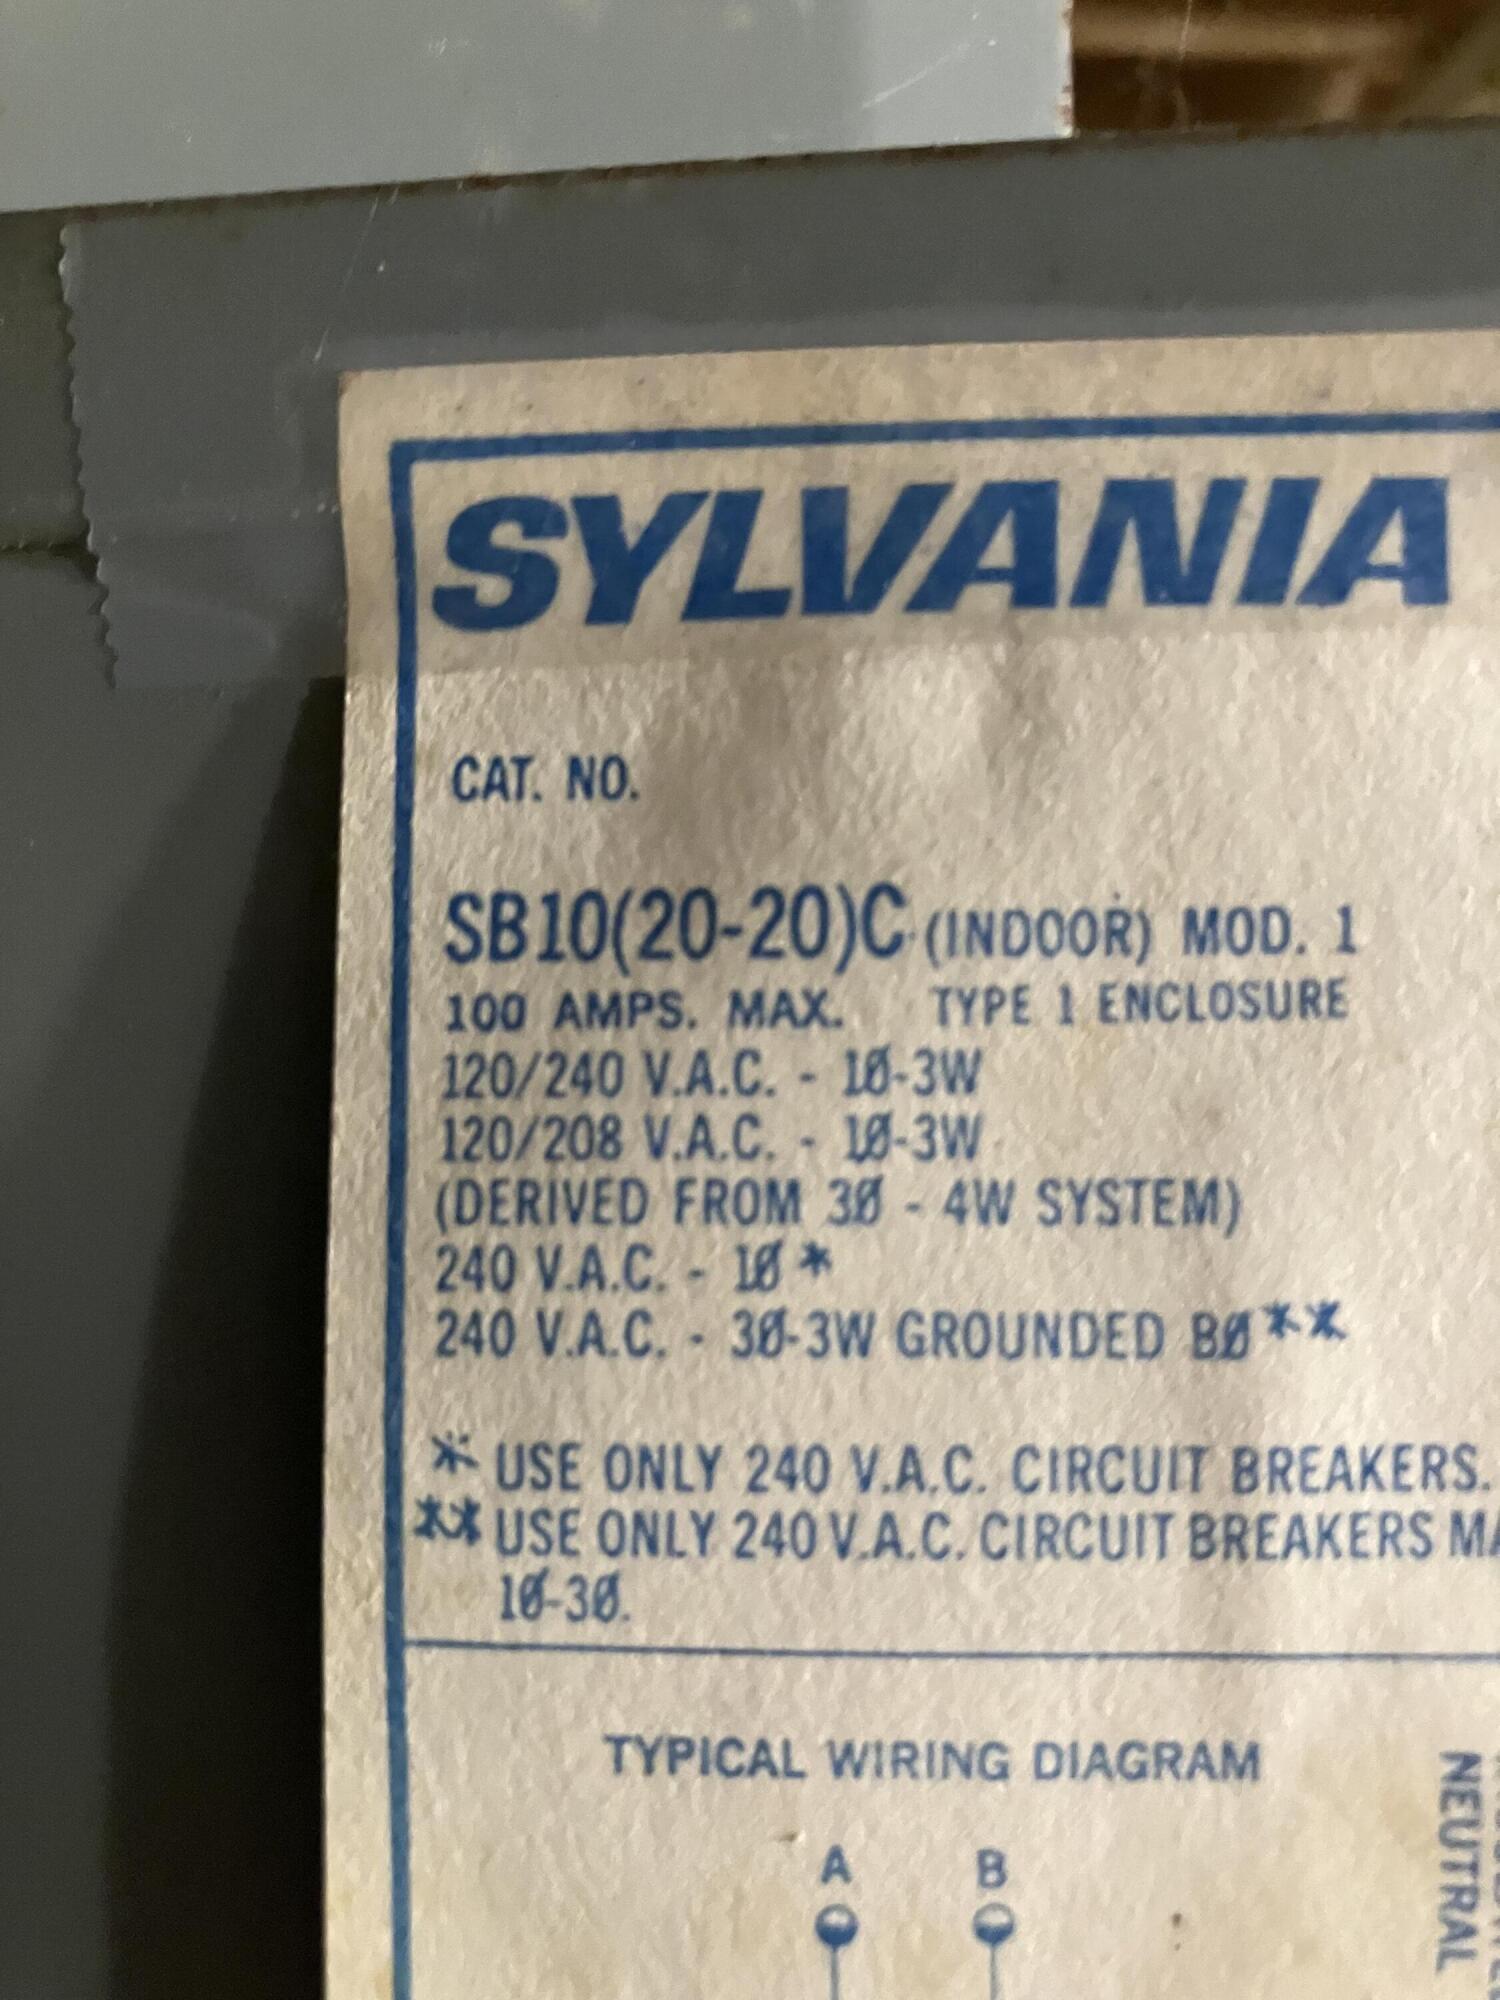 SYLVANIA
CAT. NO.
SB10(20-20)C (INDOOR) MOD. 1
100 AMPS. MAX. TYPE 1 ENCLOSURE
120/240 V.A.C. - 1Ø-3W
120/208 V.A.C. - 1Ø-3W
(DERIVED FROM 3Ø - 4W SYSTEM)
240 V.A.C. - 1Ø *
240 V.A.C. - 3Ø-3W GROUNDED BØ **
* USE ONLY 240 V.A.C. CIRCUIT BREAKERS.
** USE ONLY 240 V.A.C. CIRCUIT BREAKERS
1Ø-3Ø.
TYPICAL WIRING DIAGRAM
A B
NEUTRAL